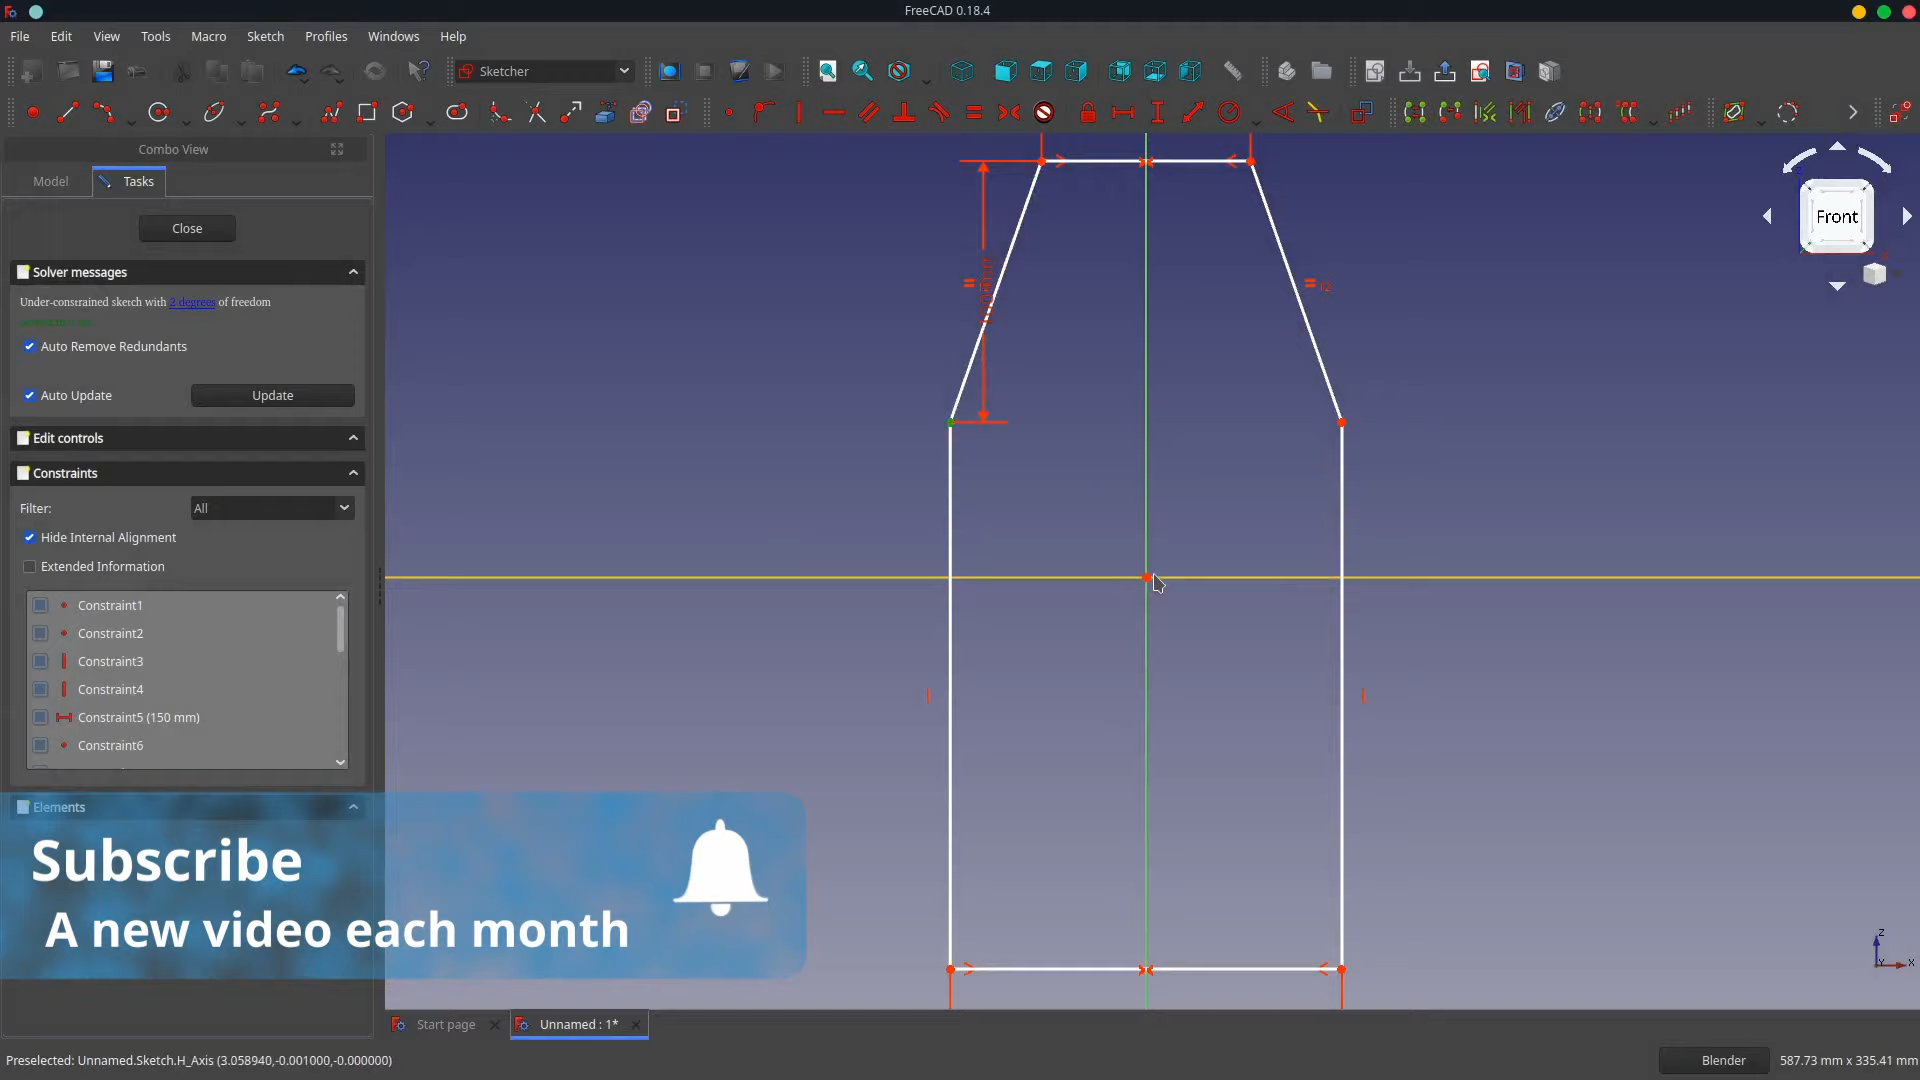 FreeCAD 0.18.4
File Edit View Tools Macro Sketch Profiles Windows Help
Sketcher
Combo View
Model Tasks
Close
Solver messages
Under-constrained sketch with 2 degrees of freedom
Auto Remove Redundants
Auto Update Update
Edit controls
Constraints
Filter: All
Hide Internal Alignment
Extended Information
Constraint1
Constraint2
Constraint3
Constraint4
Constraint5 (150 mm)
Constraint6
Elements
Subscribe
A new video each month
Front
Z
Y X
Start page Unnamed : 1*
Preselected: Unnamed.Sketch.H_Axis (3.058940,-0.001000,-0.000000)
Blender 587.73 mm x 335.41 mm